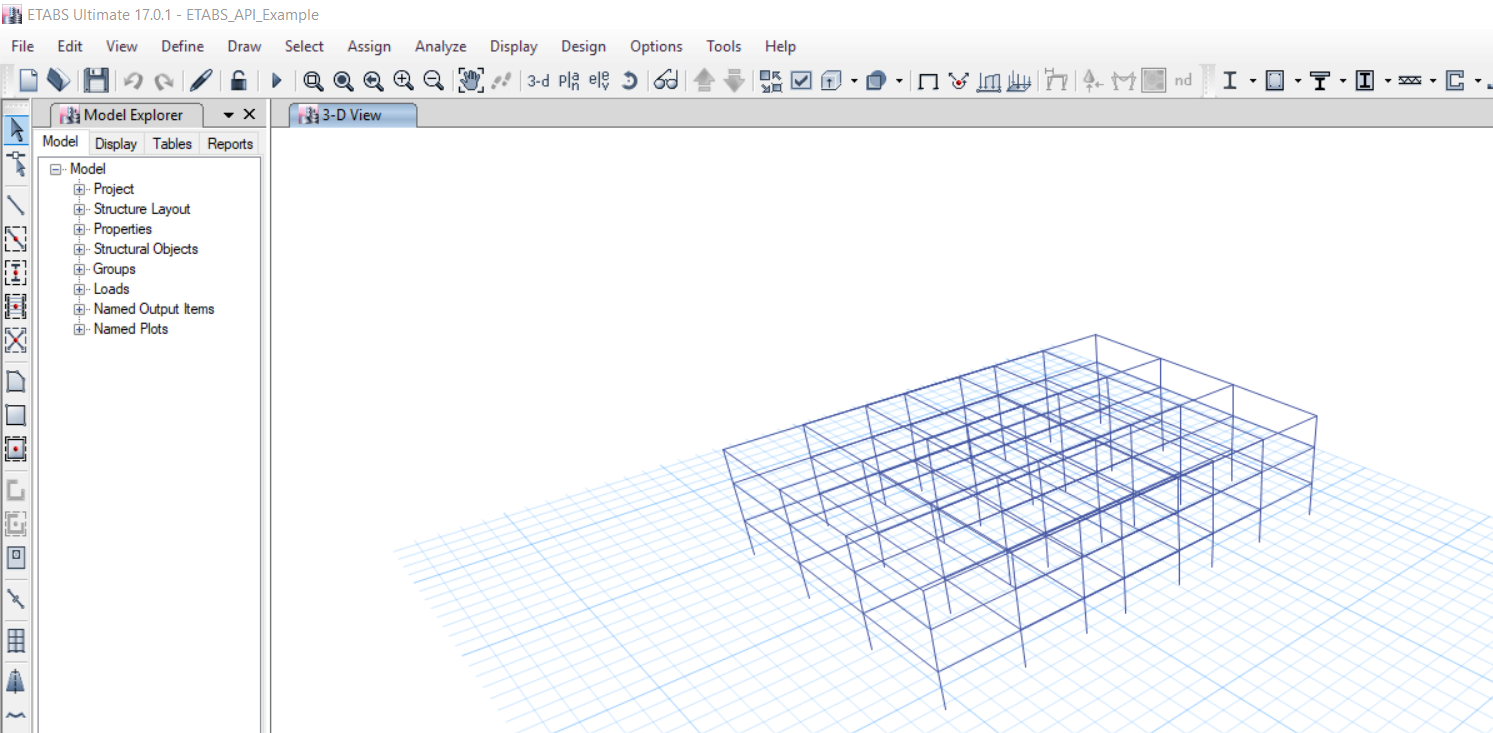 ETABS Ultimate 17.0.1 - ETABS_API_Example
File Edit View Define Draw Select Assign Analyze Display Design Options Tools Help
3-d nd
Model Explorer
3-D View
Model Display Tables Reports
Model
Project
Structure Layout
Properties
Structural Objects
Groups
Loads
Named Output Items
Named Plots